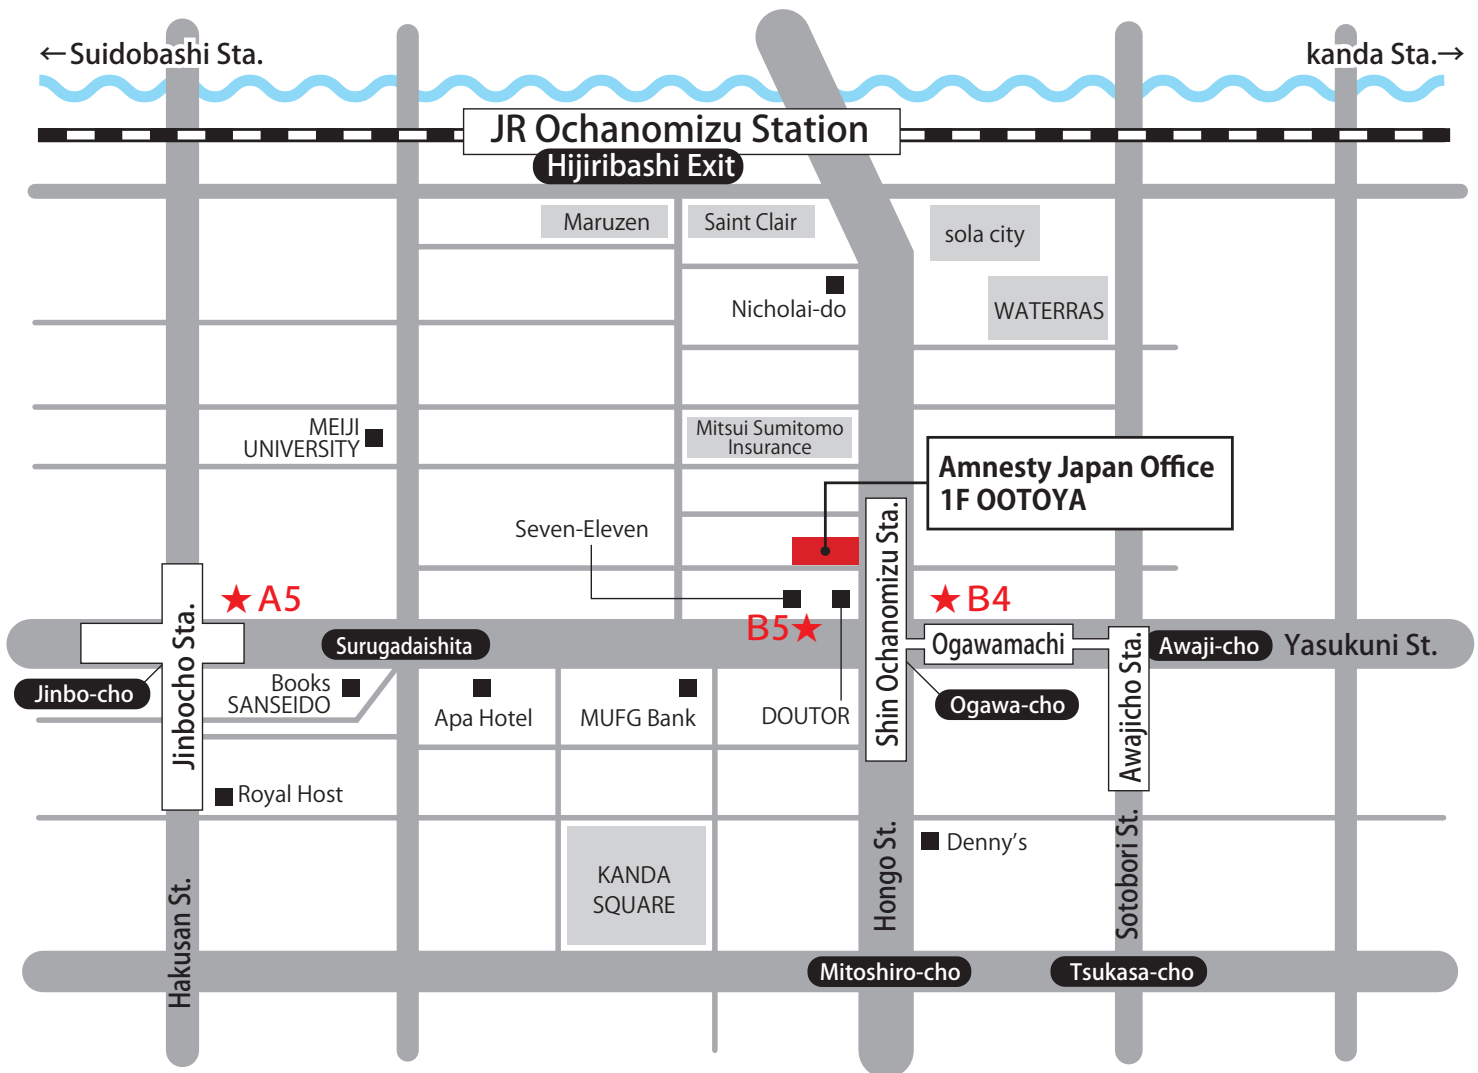 ←Suidobashi Sta.
kanda Sta.→
JR Ochanomizu Station
Hijiribashi Exit
Maruzen
Saint Clair
sola city
Nicholai-do
WATERRAS
MEIJI
UNIVERSITY
Mitsui Sumitomo
Insurance
Amnesty Japan Office
1F OOTOYA
Seven-Eleven
★A5
B5★
★B4
Jinbocho Sta.
Surugadaishita
Shin Ochanomizu Sta.
Ogawamachi
Awajicho Sta.
Awaji-cho
Yasukuni St.
Jinbo-cho
Books
SANSEIDO
Apa Hotel
MUFG Bank
DOUTOR
Ogawa-cho
Royal Host
Denny's
KANDA
SQUARE
Hakusan St.
Hongo St.
Sotobori St.
Mitoshiro-cho
Tsukasa-cho